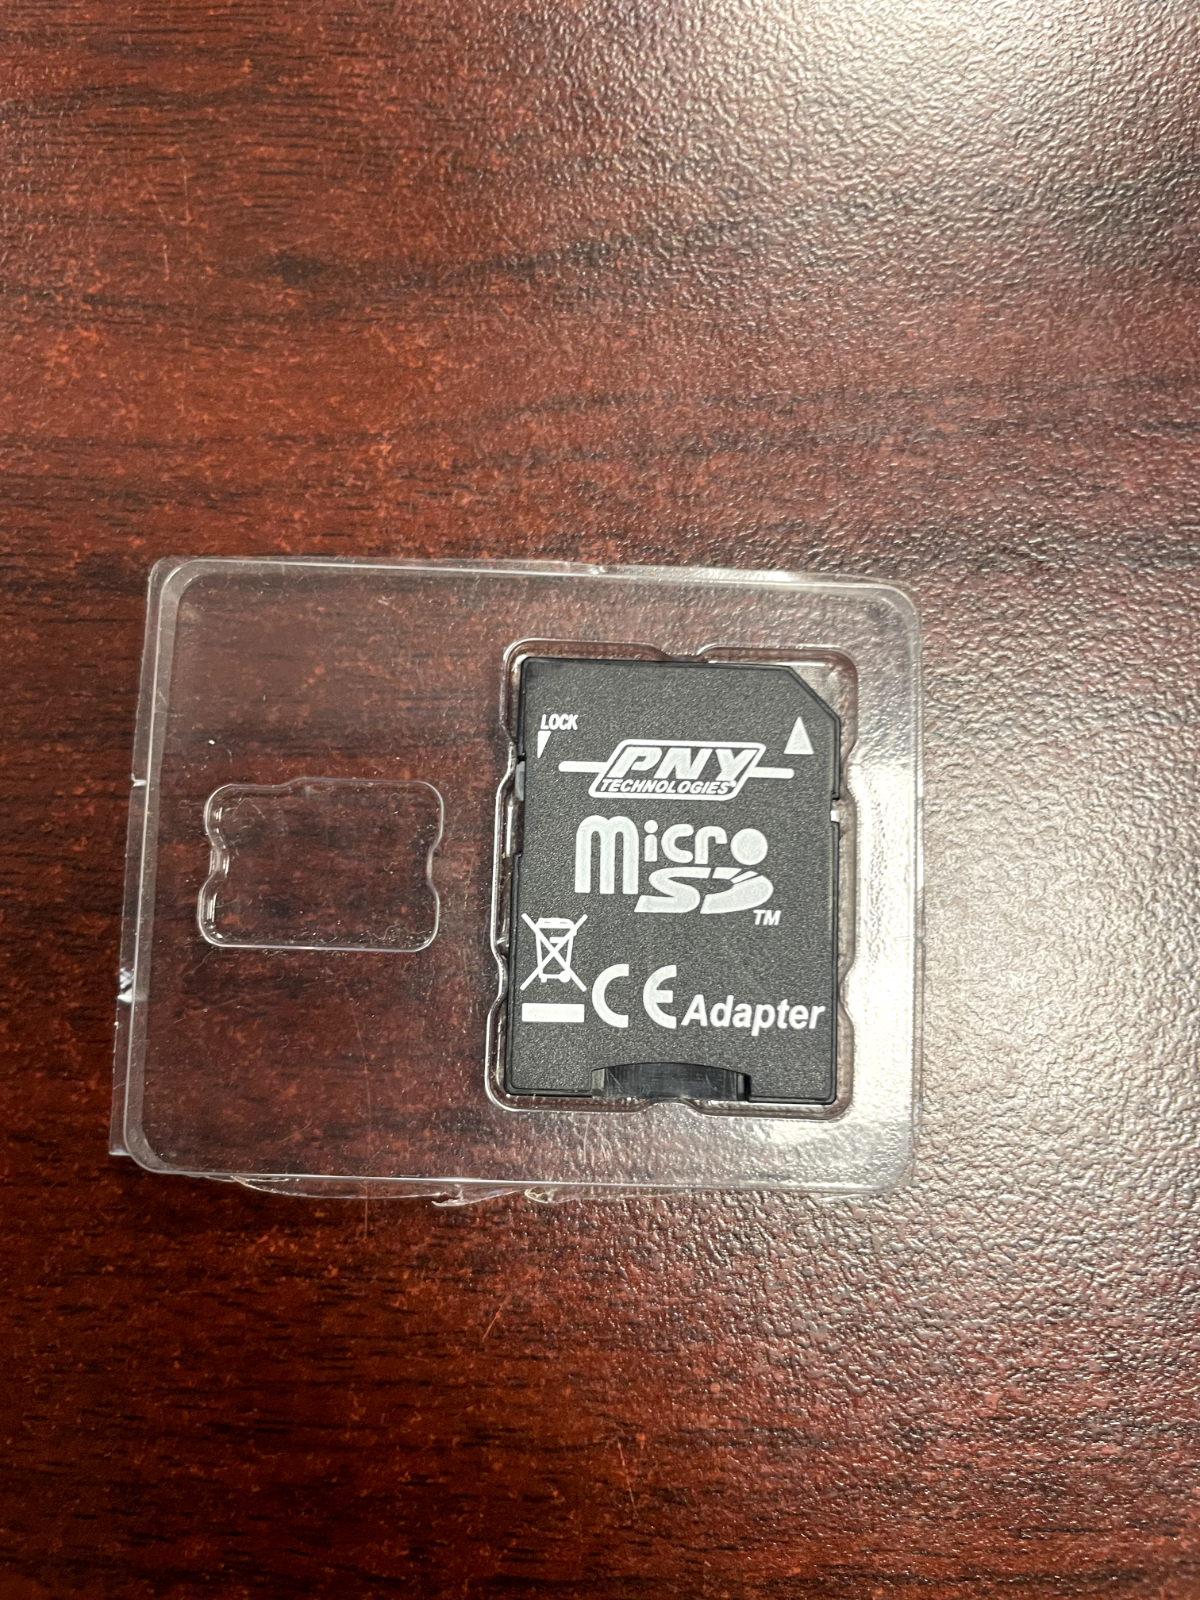 LOCK
PNY
TECHNOLOGIES
micro
SD
TM
CE Adapter